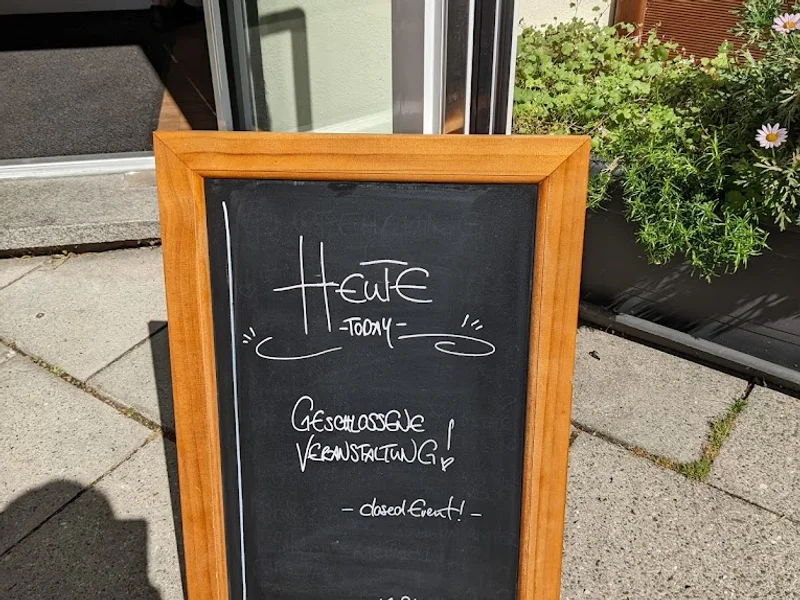 HEUTE
-TODAY-
GESCHLOSSENE
VERANSTALTUNG!
- closed Event! -